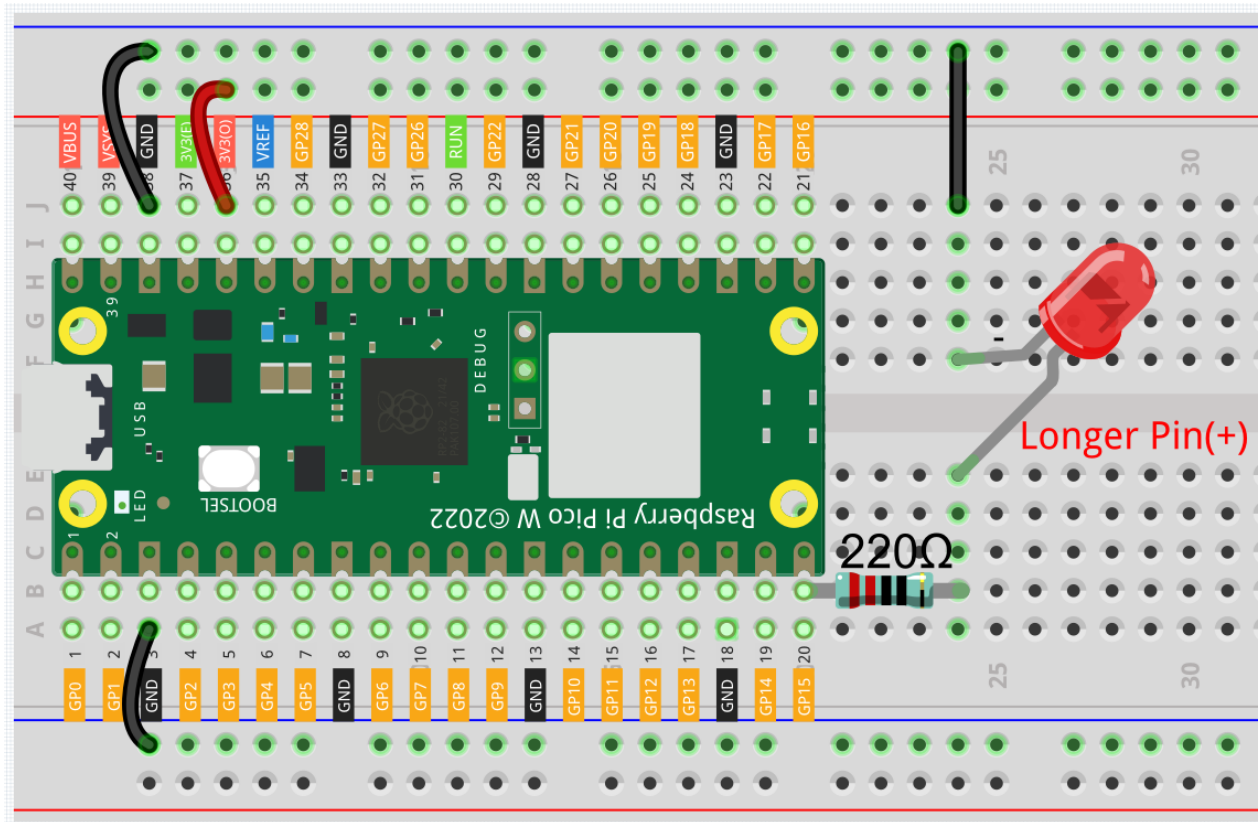 VBUS VSYS GND 3V3(E) 3V3(O) VREF GP28 GND GP27 GP26 RUN GP22 GND GP21 GP20 GP19 GP18 GND GP17 GP16
40 39 38 37 36 35 34 33 32 31 30 29 28 27 26 25 24 23 22 21
25 30
J
I
H
G
F
39
DEBUG
USB
-
Longer Pin(+)
E
D
C
B
A
LED
BOOTSEL
Raspberry Pi Pico W ©2022
1 2
220Ω
1 2 3 4 5 6 7 8 9 10 11 12 13 14 15 16 17 18 19 20
25 30
GP0 GP1 GND GP2 GP3 GP4 GP5 GND GP6 GP7 GP8 GP9 GND GP10 GP11 GP12 GP13 GND GP14 GP15